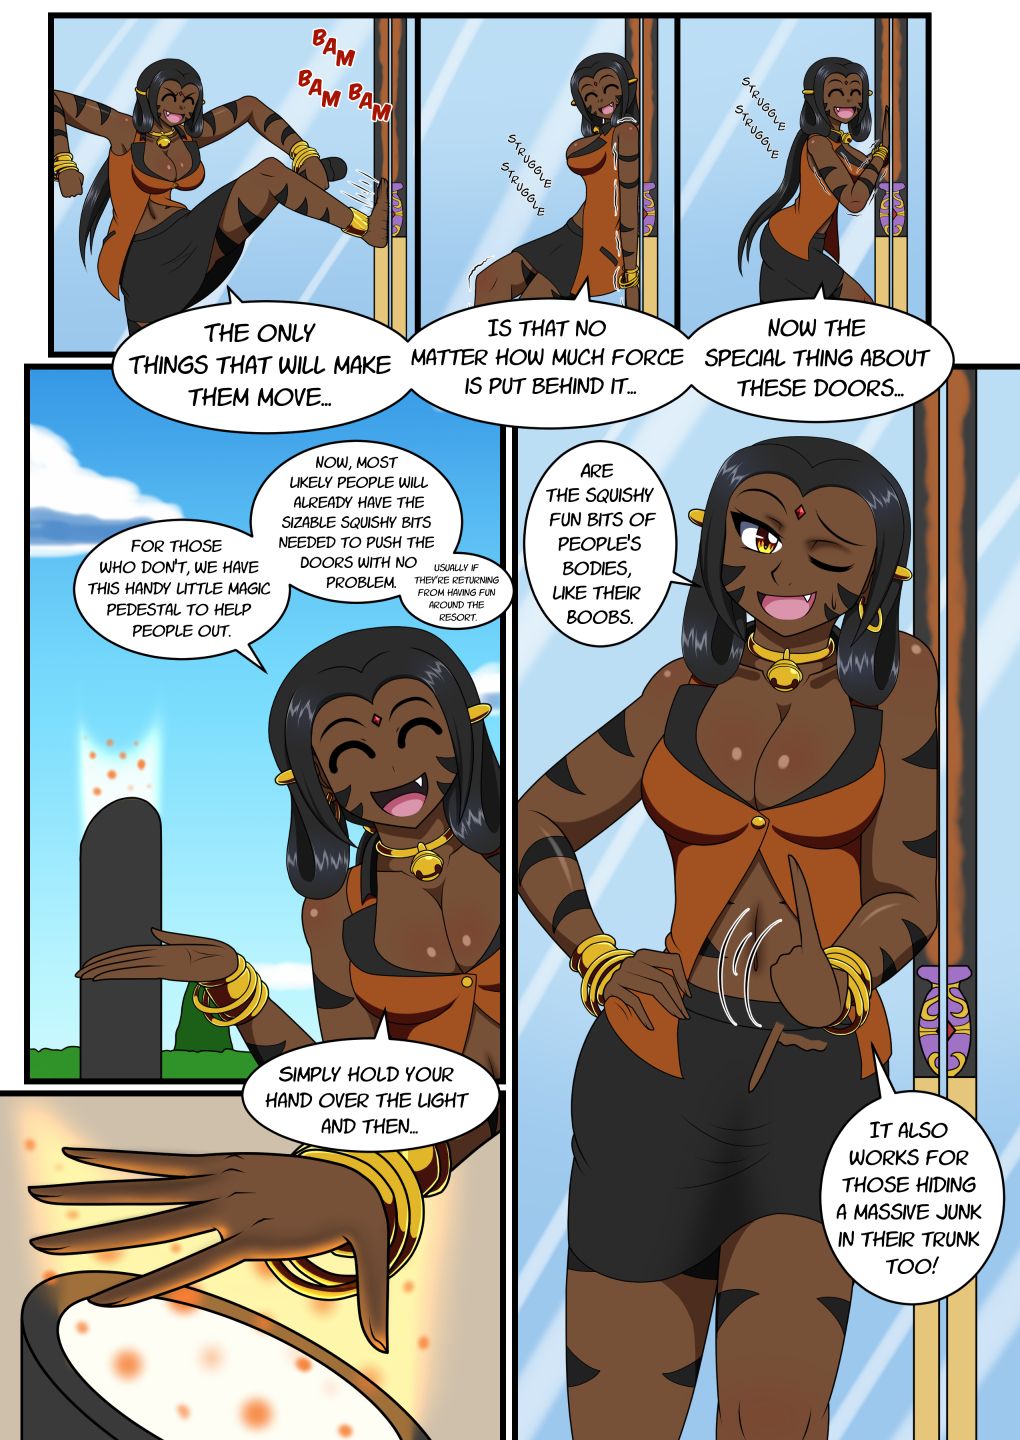 BAM
BAM BAM
STRUGGLE
STRUGGLE
STRUGGLE
STRUGGLE
THE ONLY
THINGS THAT WILL MAKE
THEM MOVE...
IS THAT NO
MATTER HOW MUCH FORCE
IS PUT BEHIND IT...
NOW THE
SPECIAL THING ABOUT
THESE DOORS...
ARE
THE SQUISHY
FUN BITS OF
PEOPLE'S
BODIES,
LIKE THEIR
BOOBS.
IT ALSO
WORKS FOR
THOSE HIDING
A MASSIVE JUNK
IN THEIR TRUNK
TOO!
NOW, MOST
LIKELY PEOPLE WILL
ALREADY HAVE THE
SIZABLE SQUISHY BITS
NEEDED TO PUSH THE
DOORS WITH NO
PROBLEM.
USUALLY IF
THEY'RE RETURNING
FROM HAVING FUN
AROUND THE
RESORT.
FOR THOSE
WHO DON'T, WE HAVE
THIS HANDY LITTLE MAGIC
PEDESTAL TO HELP
PEOPLE OUT.
SIMPLY HOLD YOUR
HAND OVER THE LIGHT
AND THEN...